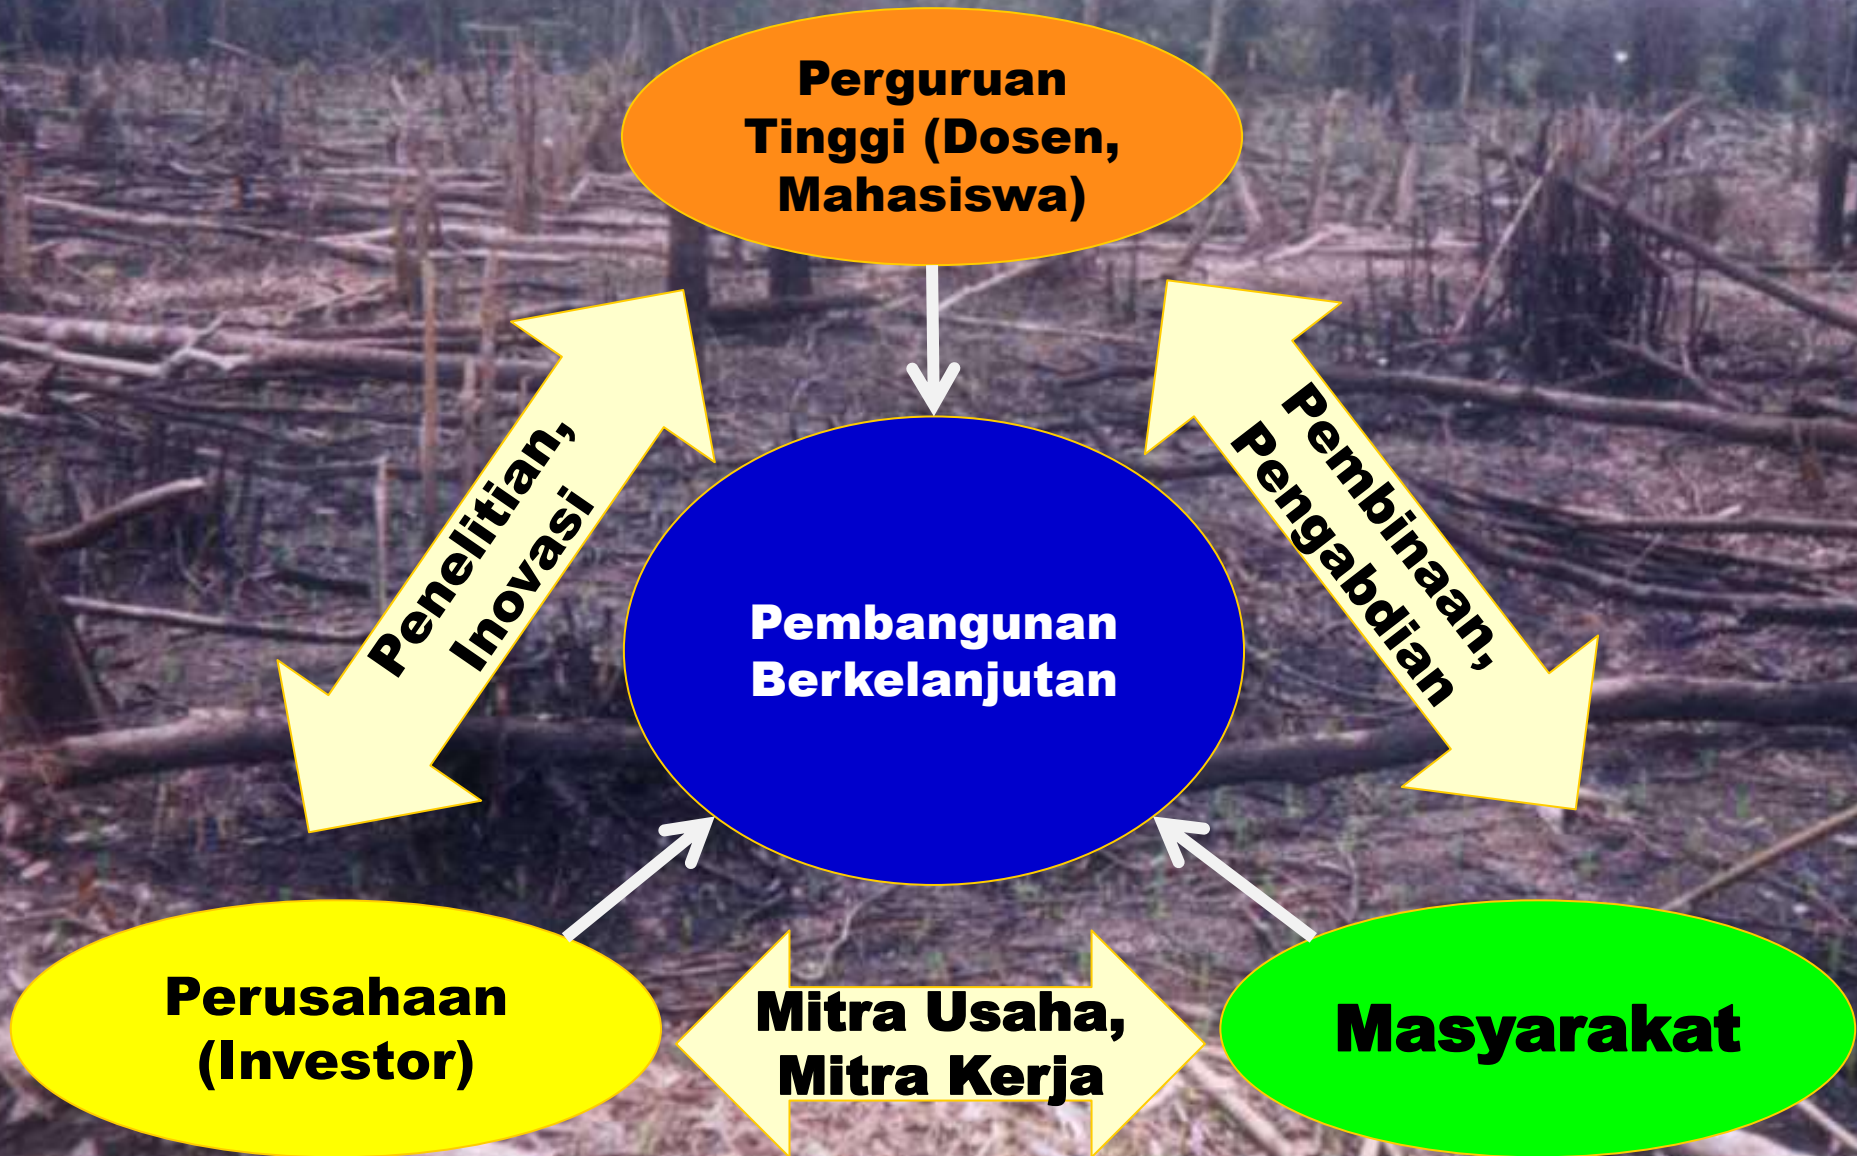 Perguruan
Tinggi (Dosen,
Mahasiswa)
Penelitian,
Inovasi
Pembinaan,
Pengabdian
Pembangunan
Berkelanjutan
Perusahaan
(Investor)
Mitra Usaha,
Mitra Kerja
Masyarakat